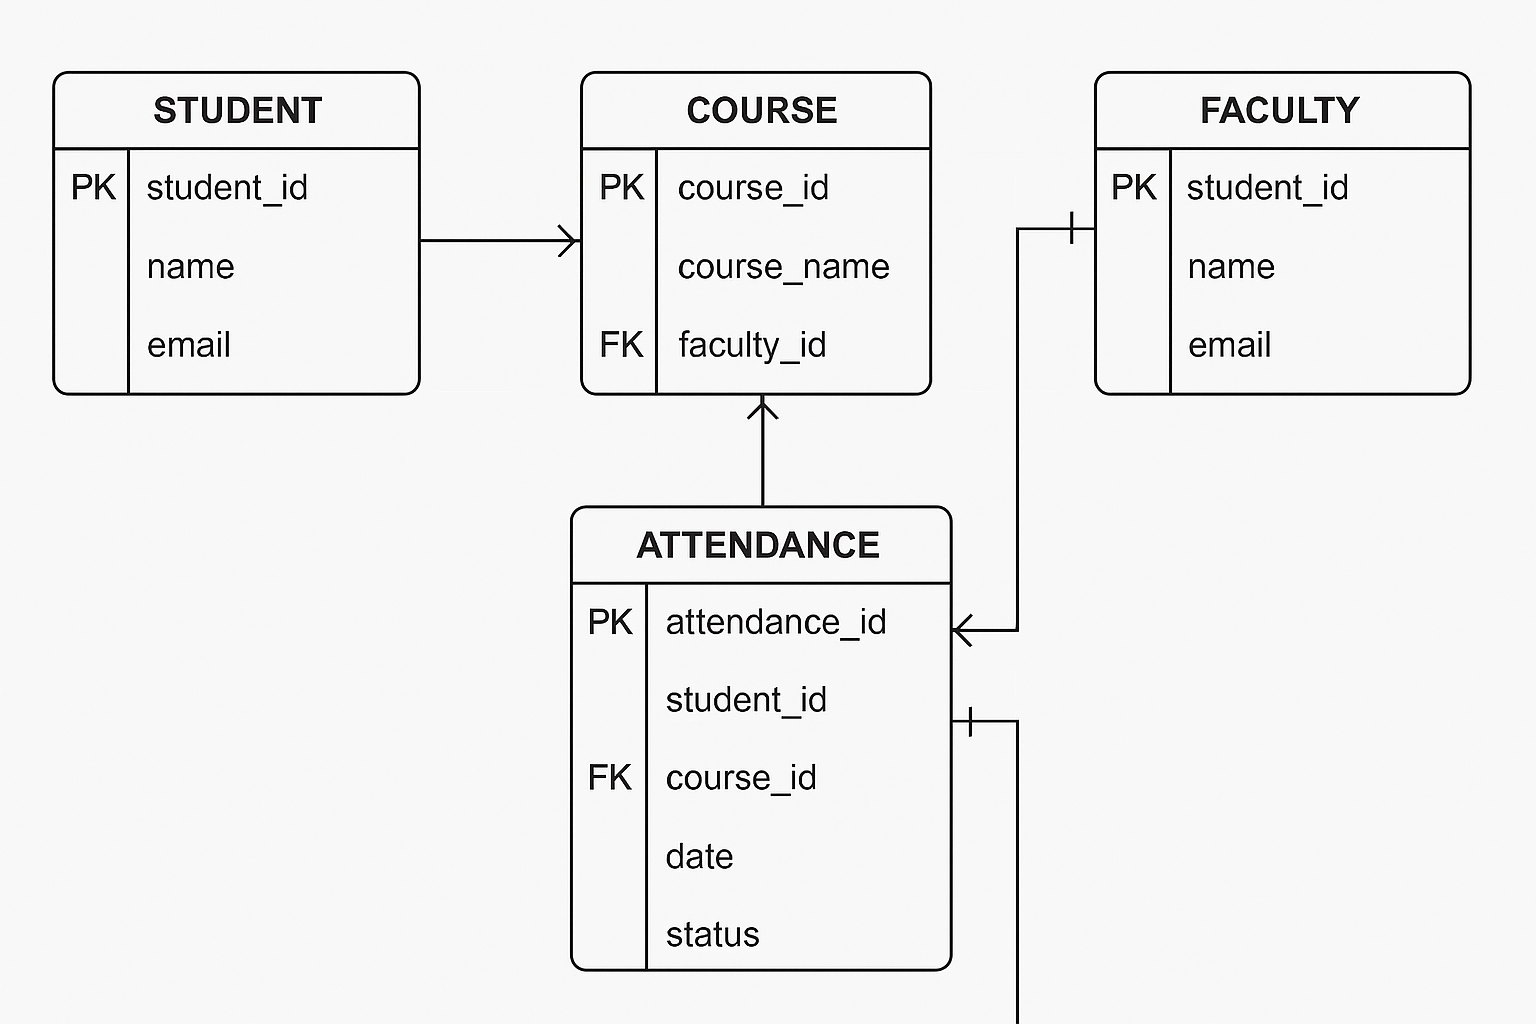 STUDENT
PK student_id
name
email
COURSE
PK course_id
course_name
FK faculty_id
FACULTY
PK student_id
name
email
ATTENDANCE
PK attendance_id
student_id
FK course_id
date
status